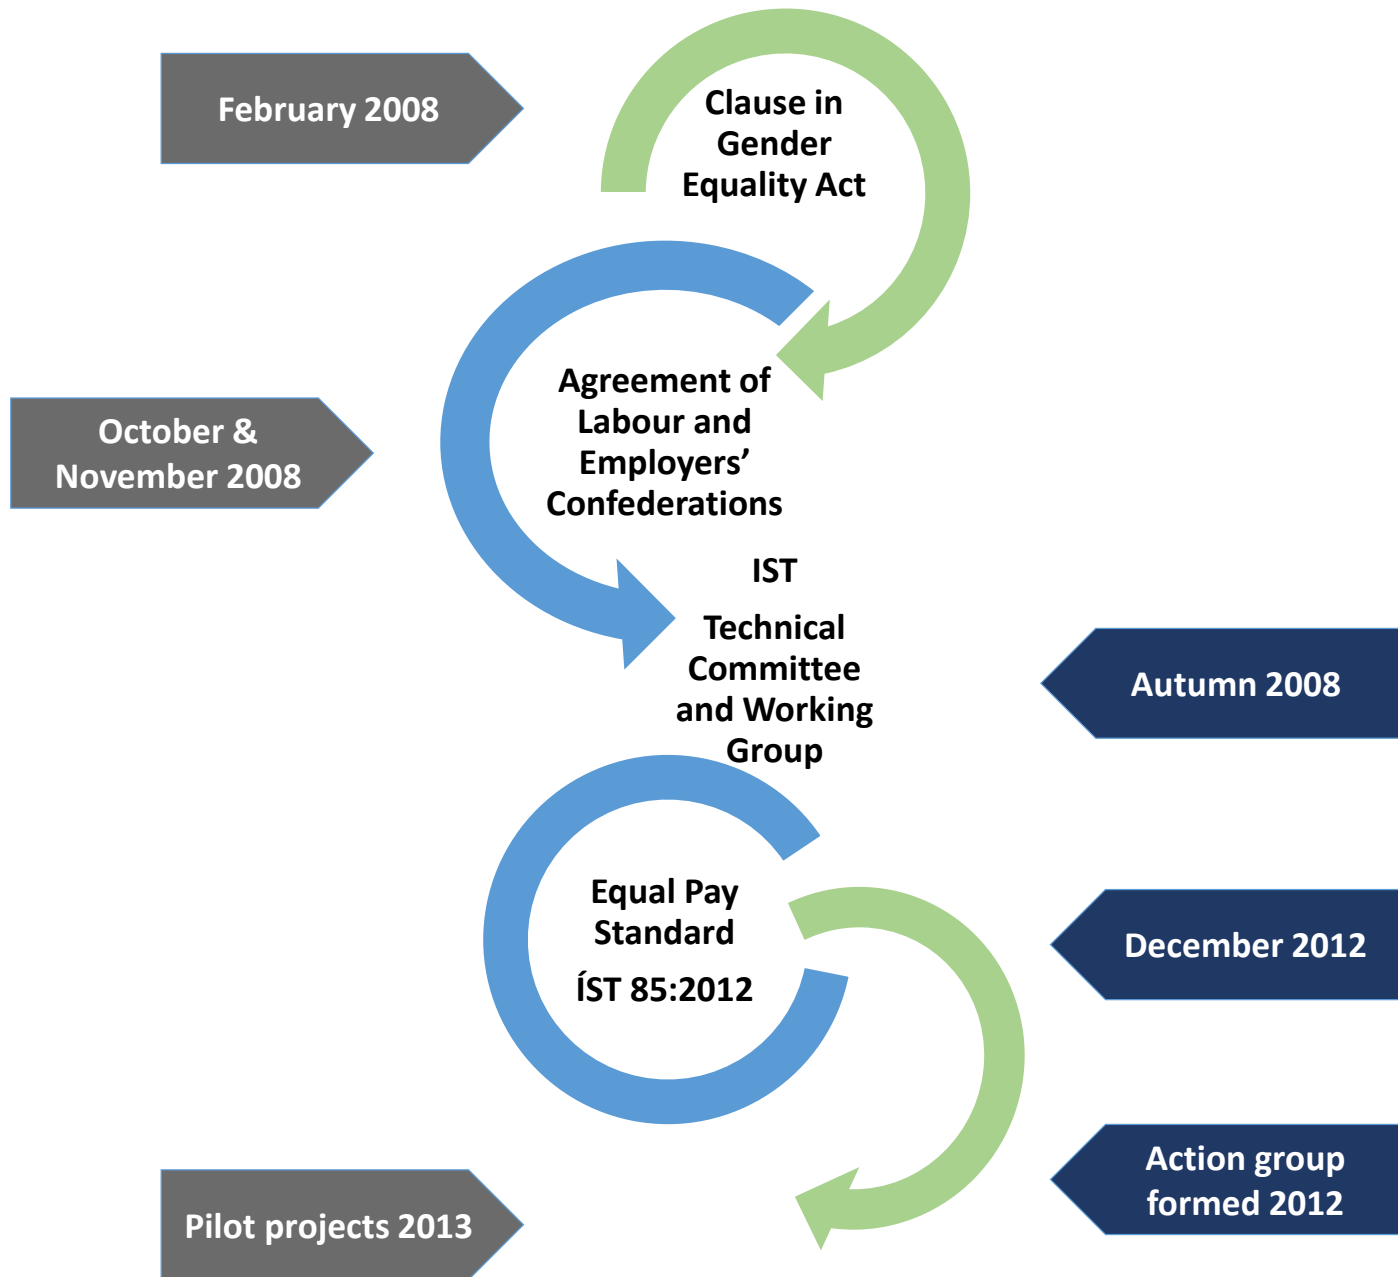 February 2008
Clause in
Gender
Equality Act
October &
November 2008
Agreement of
Labour and
Employers’
Confederations
IST
Technical
Committee
and Working
Group
Autumn 2008
Equal Pay
Standard
ÍST 85:2012
December 2012
Action group
formed 2012
Pilot projects 2013